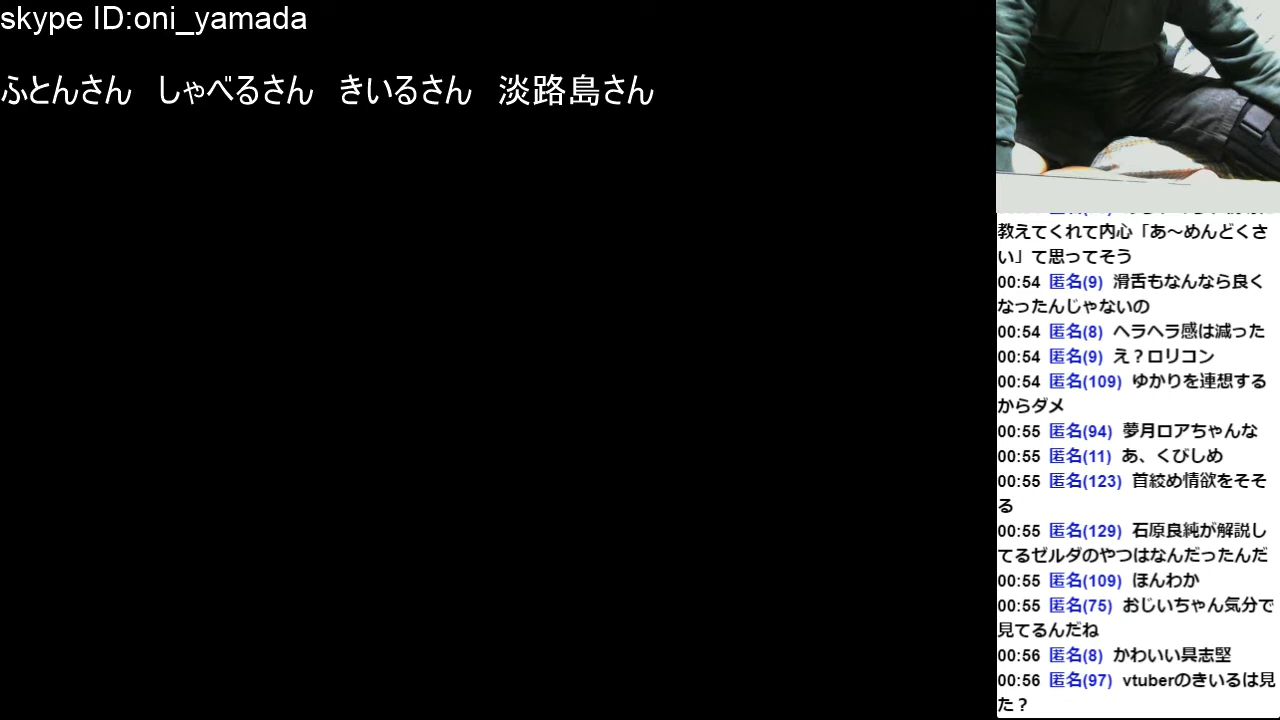 skype ID:oni_yamada
ふとんさん　しゃべるさん　きいるさん　淡路島さん
教えてくれて内心「あ～めんどくさ
い」て思ってそう
00:54 匿名(9) 滑舌もなんなら良く
なったんじゃないの
00:54 匿名(8) ヘラヘラ感は減った
00:54 匿名(9) え？ロリコン
00:54 匿名(109) ゆかりを連想する
からダメ
00:55 匿名(94) 夢月ロアちゃんな
00:55 匿名(11) あ、くびしめ
00:55 匿名(123) 首絞め情欲をそそ
る
00:55 匿名(129) 石原良純が解説し
てるゼルダのやつはなんだったんだ
00:55 匿名(109) ほんわか
00:55 匿名(75) おじいちゃん気分で
見てるんだね
00:56 匿名(8) かわいい具志堅
00:56 匿名(97) vtuberのきいるは見
た？